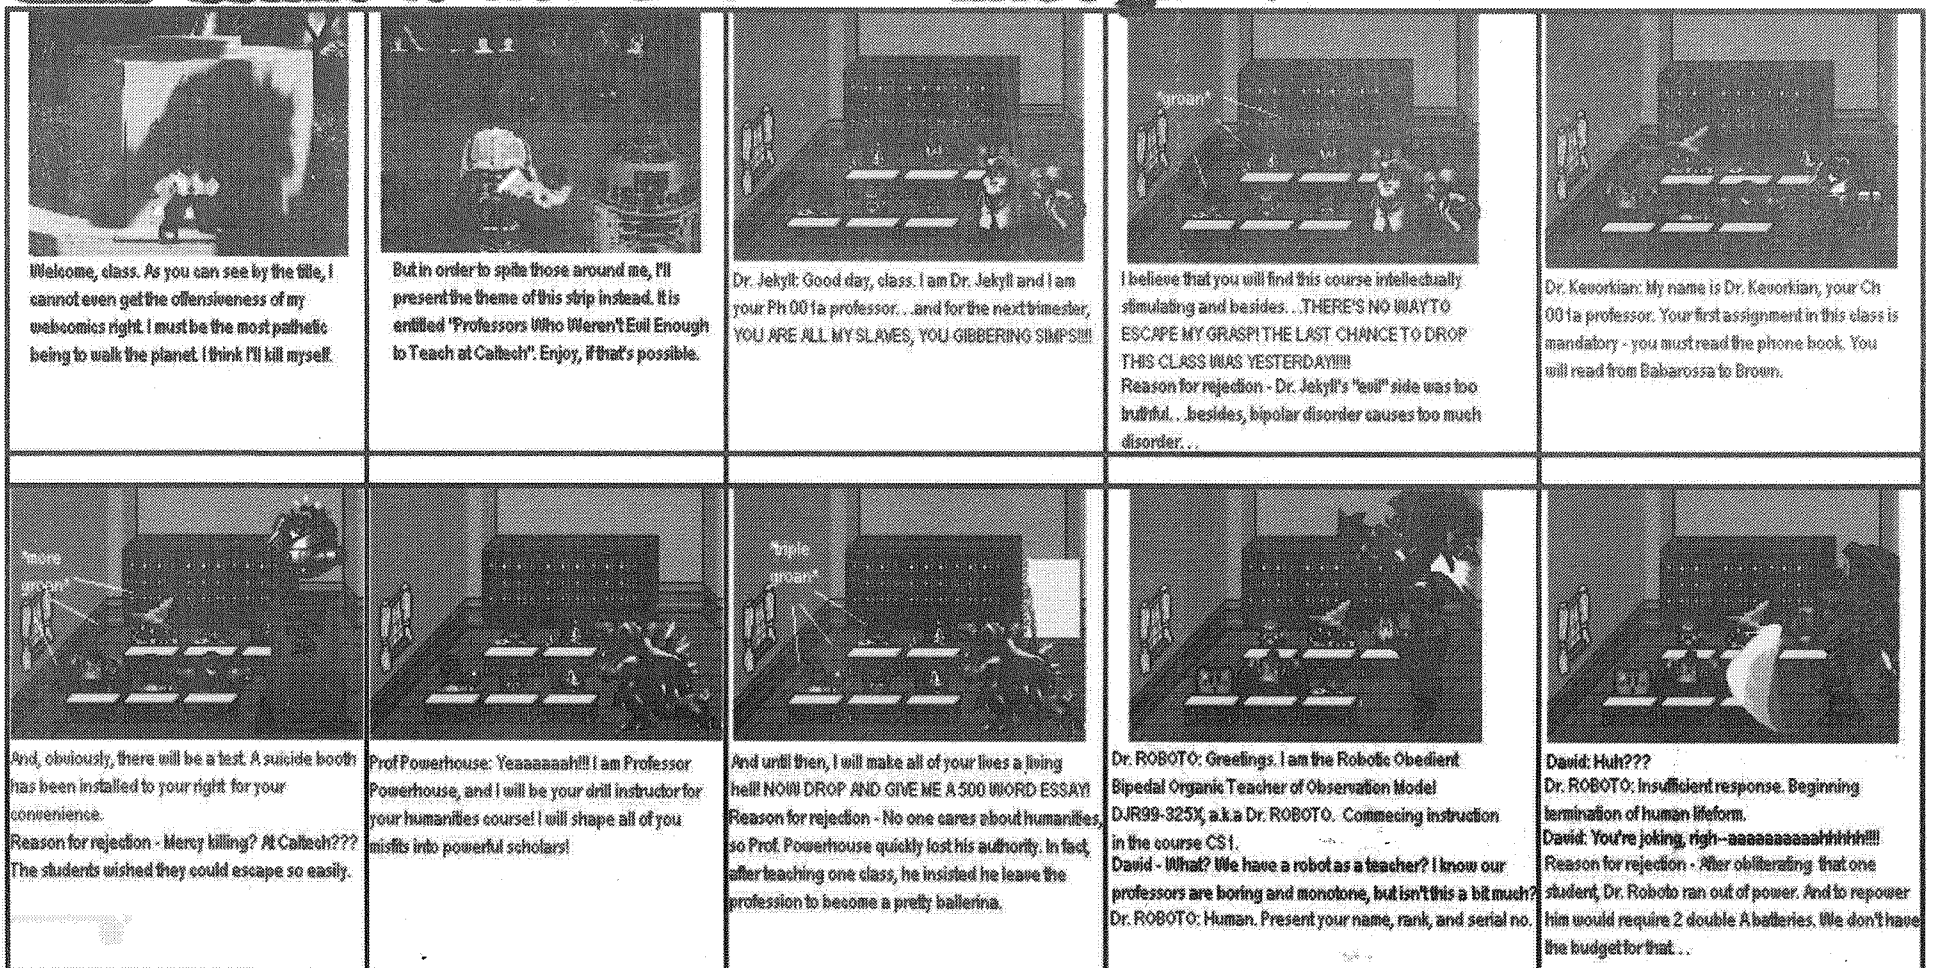 Welcome, class. As you can see by the title, I
cannot even get the offensiveness of my
webcomics right. I must be the most pathetic
being to walk the planet. I think I'll kill myself.
But in order to spite those around me, I'll
present the theme of this strip instead. It is
entitled "Professors Who Weren't Evil Enough
to Teach at Caltech". Enjoy, if that's possible.
Dr. Jekyll: Good day, class. I am Dr. Jekyll and I am
your Ph 001a professor. . .and for the next trimester,
YOU ARE ALL MY SLAVES, YOU GIBBERING SIMPS!!!!
*groan*
I believe that you will find this course intellectually
stimulating and besides. . .THERE'S NO WAY TO
ESCAPE MY GRASP! THE LAST CHANCE TO DROP
THIS CLASS WAS YESTERDAY!!!!!
Reason for rejection - Dr. Jekyll's "evil" side was too
truthful. . .besides, bipolar disorder causes too much
disorder. . .
Dr. Kevorkian: My name is Dr. Kevorkian, your Ch
001a professor. Your first assignment in this class is
mandatory - you must read the phone book. You
will read from Babarossa to Brown.
*more
groan*
And, obviously, there will be a test. A suicide booth
has been installed to your right for your
convenience.
Reason for rejection - Mercy killing? At Caltech???
The students wished they could escape so easily.
Prof Powerhouse: Yeaaaaaah!!! I am Professor
Powerhouse, and I will be your drill instructor for
your humanities course! I will shape all of you
misfits into powerful scholars!
*triple
groan*
And until then, I will make all of your lives a living
hell! NOW DROP AND GIVE ME A 500 WORD ESSAY!
Reason for rejection - No one cares about humanities,
so Prof. Powerhouse quickly lost his authority. In fact,
after teaching one class, he insisted he leave the
profession to become a pretty ballerina.
Dr. ROBOTO: Greetings. I am the Robotic Obedient
Bipedal Organic Teacher of Observation Model
DJR99-325X, a.k.a Dr. ROBOTO. Commecing instruction
in the course CS1.
David - What? We have a robot as a teacher? I know our
professors are boring and monotone, but isn't this a bit much?
Dr. ROBOTO: Human. Present your name, rank, and serial no.
David: Huh???
Dr. ROBOTO: Insufficient response. Beginning
termination of human lifeform.
David: You're joking, righ--aaaaaaaaaahhhhh!!!!
Reason for rejection - After obliterating that one
student, Dr. Roboto ran out of power. And to repower
him would require 2 double A batteries. We don't have
the budget for that. . .